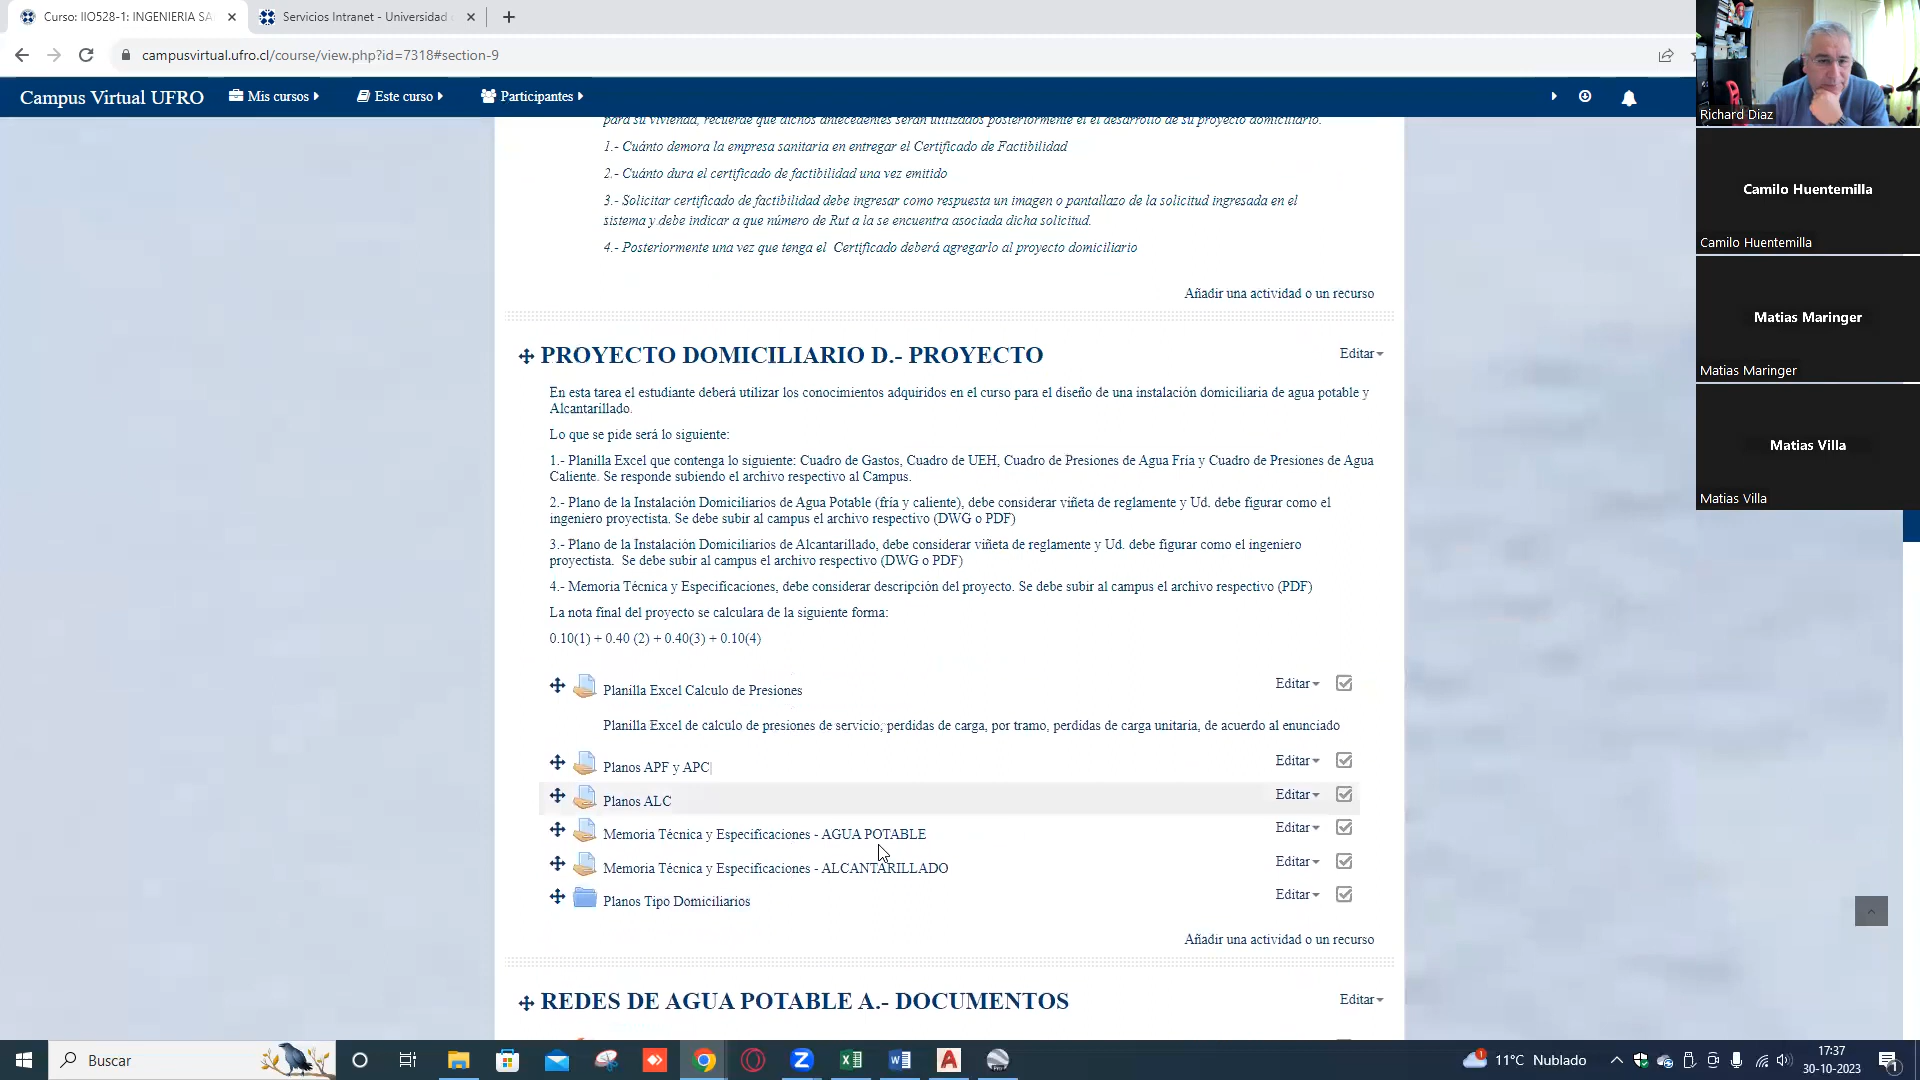 Curso: IIO528-1: INGENIERIA SA
Servicios Intranet - Universidad
campusvirtual.ufro.cl/course/view.php?id=7318#section-9
Campus Virtual UFRO
Mis cursos
Este curso
Participantes
para su vivienda, recuerde que dichos antecedentes serán utilizados posteriormente el el desarrollo de su proyecto domiciliario.
1.- Cuánto demora la empresa sanitaria en entregar el Certificado de Factibilidad
2.- Cuánto dura el certificado de factibilidad una vez emitido
3.- Solicitar certificado de factibilidad debe ingresar como respuesta un imagen o pantallazo de la solicitud ingresada en el
sistema y debe indicar a que número de Rut a la se encuentra asociada dicha solicitud.
4.- Posteriormente una vez que tenga el Certificado deberá agregarlo al proyecto domiciliario
Añadir una actividad o un recurso
PROYECTO DOMICILIARIO D.- PROYECTO
Editar
En esta tarea el estudiante deberá utilizar los conocimientos adquiridos en el curso para el diseño de una instalación domiciliaria de agua potable y
Alcantarillado.
Lo que se pide será lo siguiente:
1.- Planilla Excel que contenga lo siguiente: Cuadro de Gastos, Cuadro de UEH, Cuadro de Presiones de Agua Fría y Cuadro de Presiones de Agua
Caliente. Se responde subiendo el archivo respectivo al Campus.
2.- Plano de la Instalación Domiciliarios de Agua Potable (fría y caliente), debe considerar viñeta de reglamente y Ud. debe figurar como el
ingeniero proyectista. Se debe subir al campus el archivo respectivo (DWG o PDF)
3.- Plano de la Instalación Domiciliarios de Alcantarillado, debe considerar viñeta de reglamente y Ud. debe figurar como el ingeniero
proyectista. Se debe subir al campus el archivo respectivo (DWG o PDF)
4.- Memoria Técnica y Especificaciones, debe considerar descripción del proyecto. Se debe subir al campus el archivo respectivo (PDF)
La nota final del proyecto se calculara de la siguiente forma:
0.10(1) + 0.40 (2) + 0.40(3) + 0.10(4)
Planilla Excel Calculo de Presiones
Editar
Planilla Excel de calculo de presiones de servicio, perdidas de carga, por tramo, perdidas de carga unitaria, de acuerdo al enunciado
Planos APF y APC
Editar
Planos ALC
Editar
Memoria Técnica y Especificaciones - AGUA POTABLE
Editar
Memoria Técnica y Especificaciones - ALCANTARILLADO
Editar
Planos Tipo Domiciliarios
Editar
Añadir una actividad o un recurso
REDES DE AGUA POTABLE A.- DOCUMENTOS
Editar
Richard Diaz
Camilo Huentemilla
Camilo Huentemilla
Matias Maringer
Matias Maringer
Matias Villa
Matias Villa
Buscar
11°C Nublado
17:37
30-10-2023